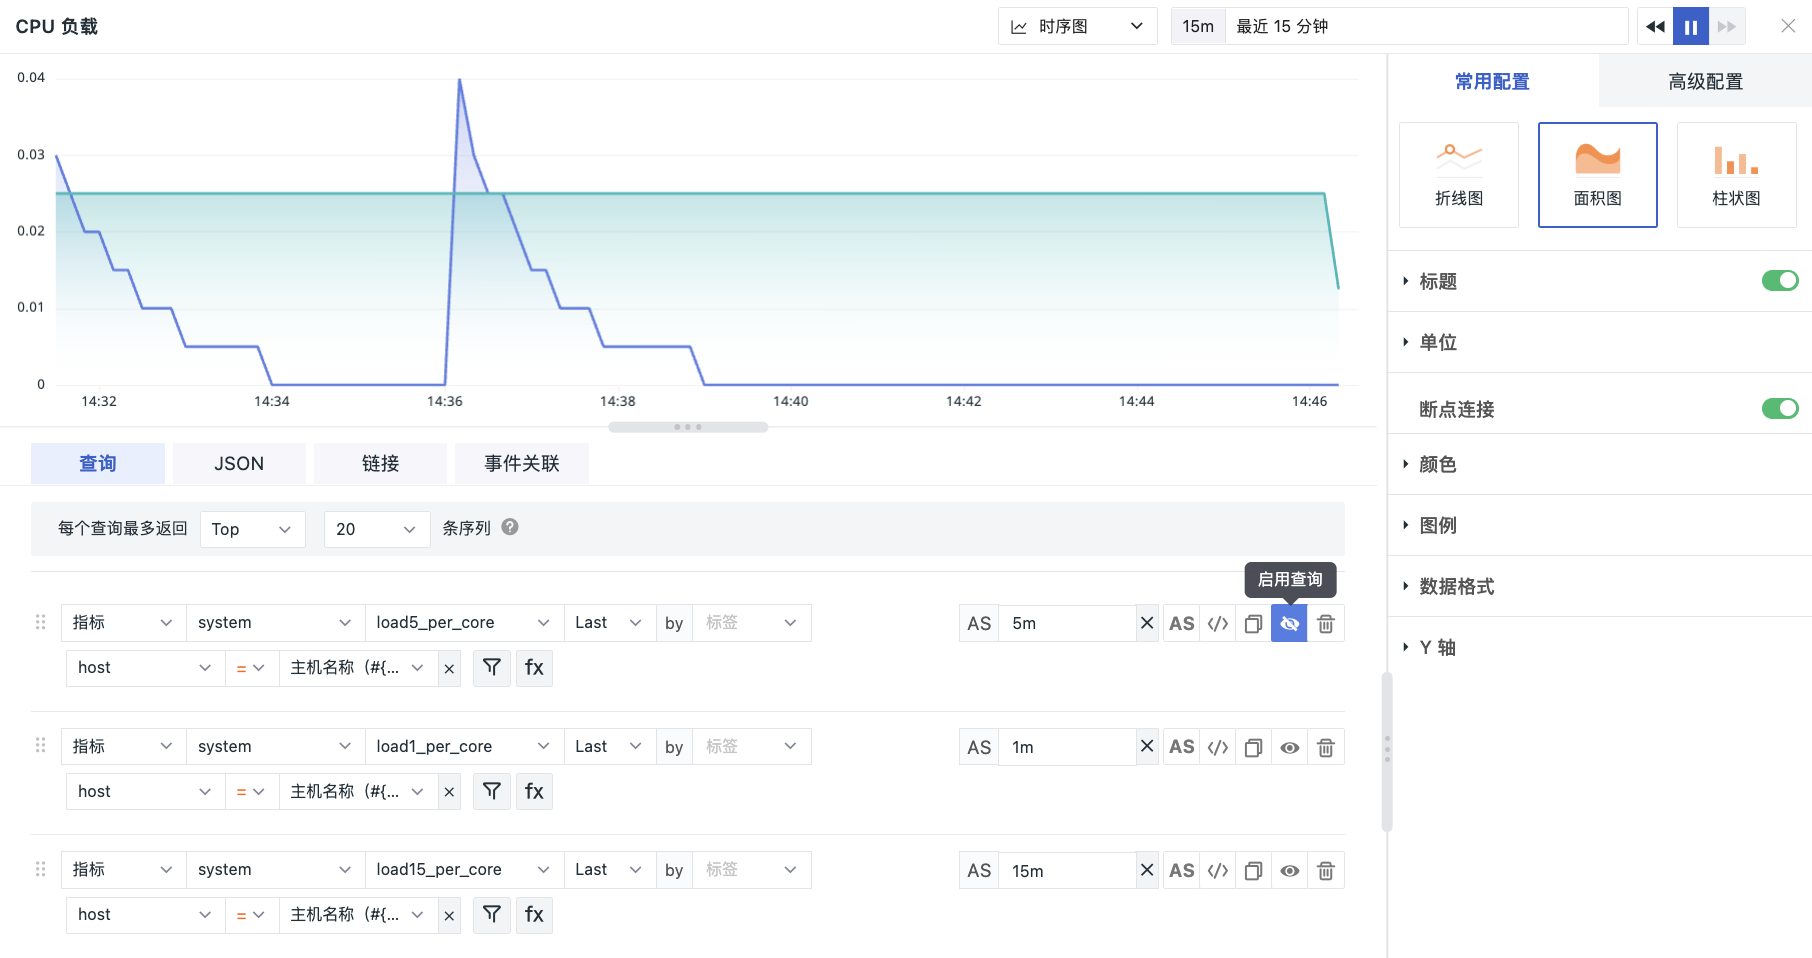 CPU 负载
时序图
15m 最近 15 分钟
0.04
0.03
0.02
0.01
0
14:32 14:34 14:36 14:38 14:40 14:42 14:44 14:46
查询 JSON 链接 事件关联
每个查询最多返回 Top 20 条序列 ?
启用查询
指标 system load5_per_core Last by 标签 AS 5m AS </>
host = 主机名称（#{... fx
指标 system load1_per_core Last by 标签 AS 1m AS </>
host = 主机名称（#{... fx
指标 system load15_per_core Last by 标签 AS 15m AS </>
host = 主机名称（#{... fx
常用配置 高级配置
折线图 面积图 柱状图
标题
单位
断点连接
颜色
图例
数据格式
Y 轴